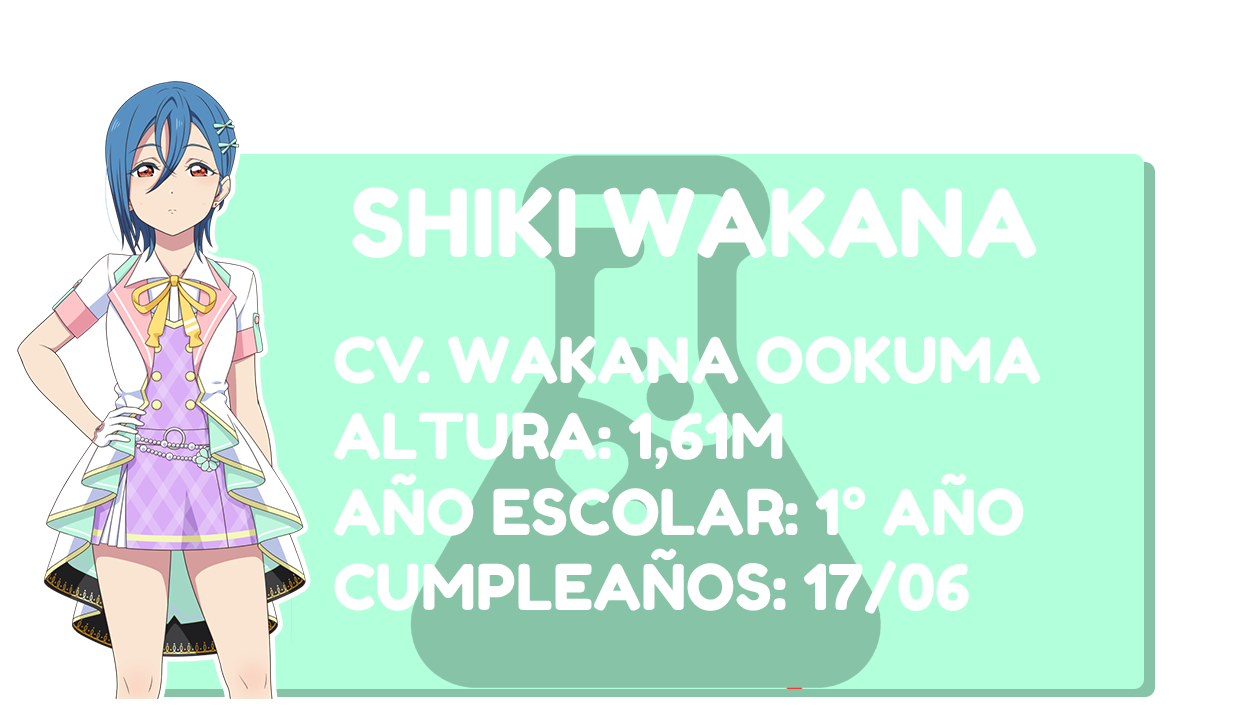 SHIKI WAKANA
CV. WAKANA OOKUMA
ALTURA: 1,61M
AÑO ESCOLAR: 1° AÑO
CUMPLEAÑOS: 17/06